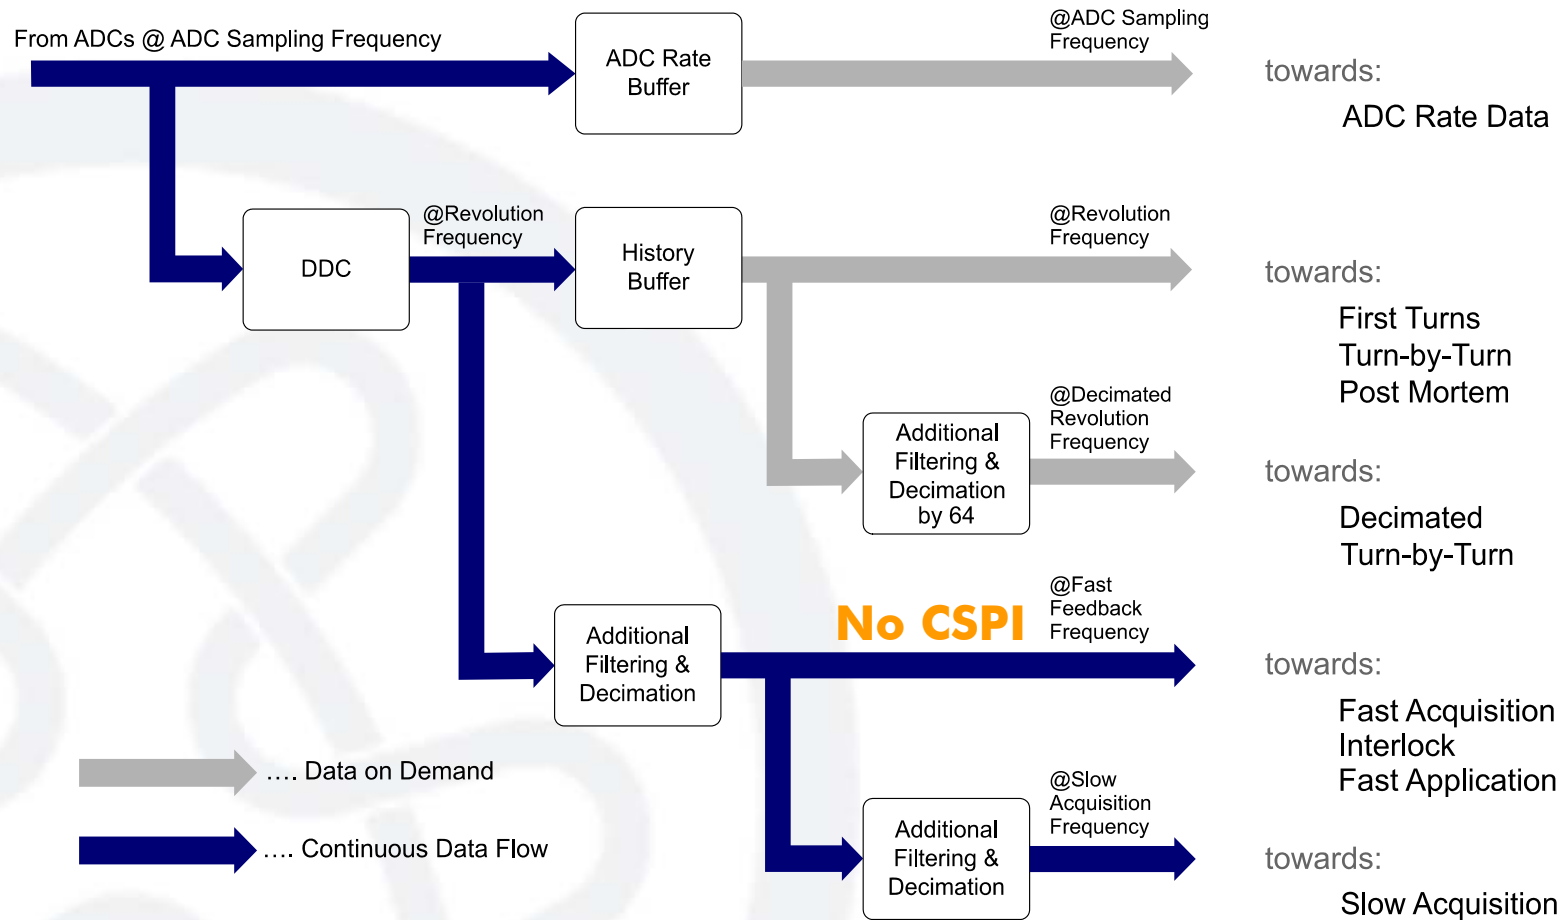 From ADCs @ ADC Sampling Frequency
ADC Rate
Buffer
@ADC Sampling
Frequency
towards:
ADC Rate Data
DDC
@Revolution
Frequency
History
Buffer
@Revolution
Frequency
towards:
First Turns
Turn-by-Turn
Post Mortem
Additional
Filtering &
Decimation
by 64
@Decimated
Revolution
Frequency
towards:
Decimated
Turn-by-Turn
Additional
Filtering &
Decimation
No CSPI
@Fast
Feedback
Frequency
towards:
Fast Acquisition
Interlock
Fast Application
.... Data on Demand
.... Continuous Data Flow
Additional
Filtering &
Decimation
@Slow
Acquisition
Frequency
towards:
Slow Acquisition